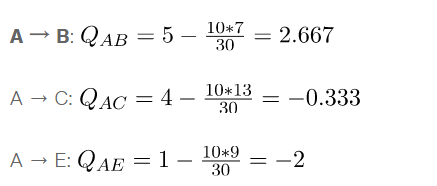 A → B: Q_AB = 5 − 10*7/30 = 2.667
A → C: Q_AC = 4 − 10*13/30 = −0.333
A → E: Q_AE = 1 − 10*9/30 = −2